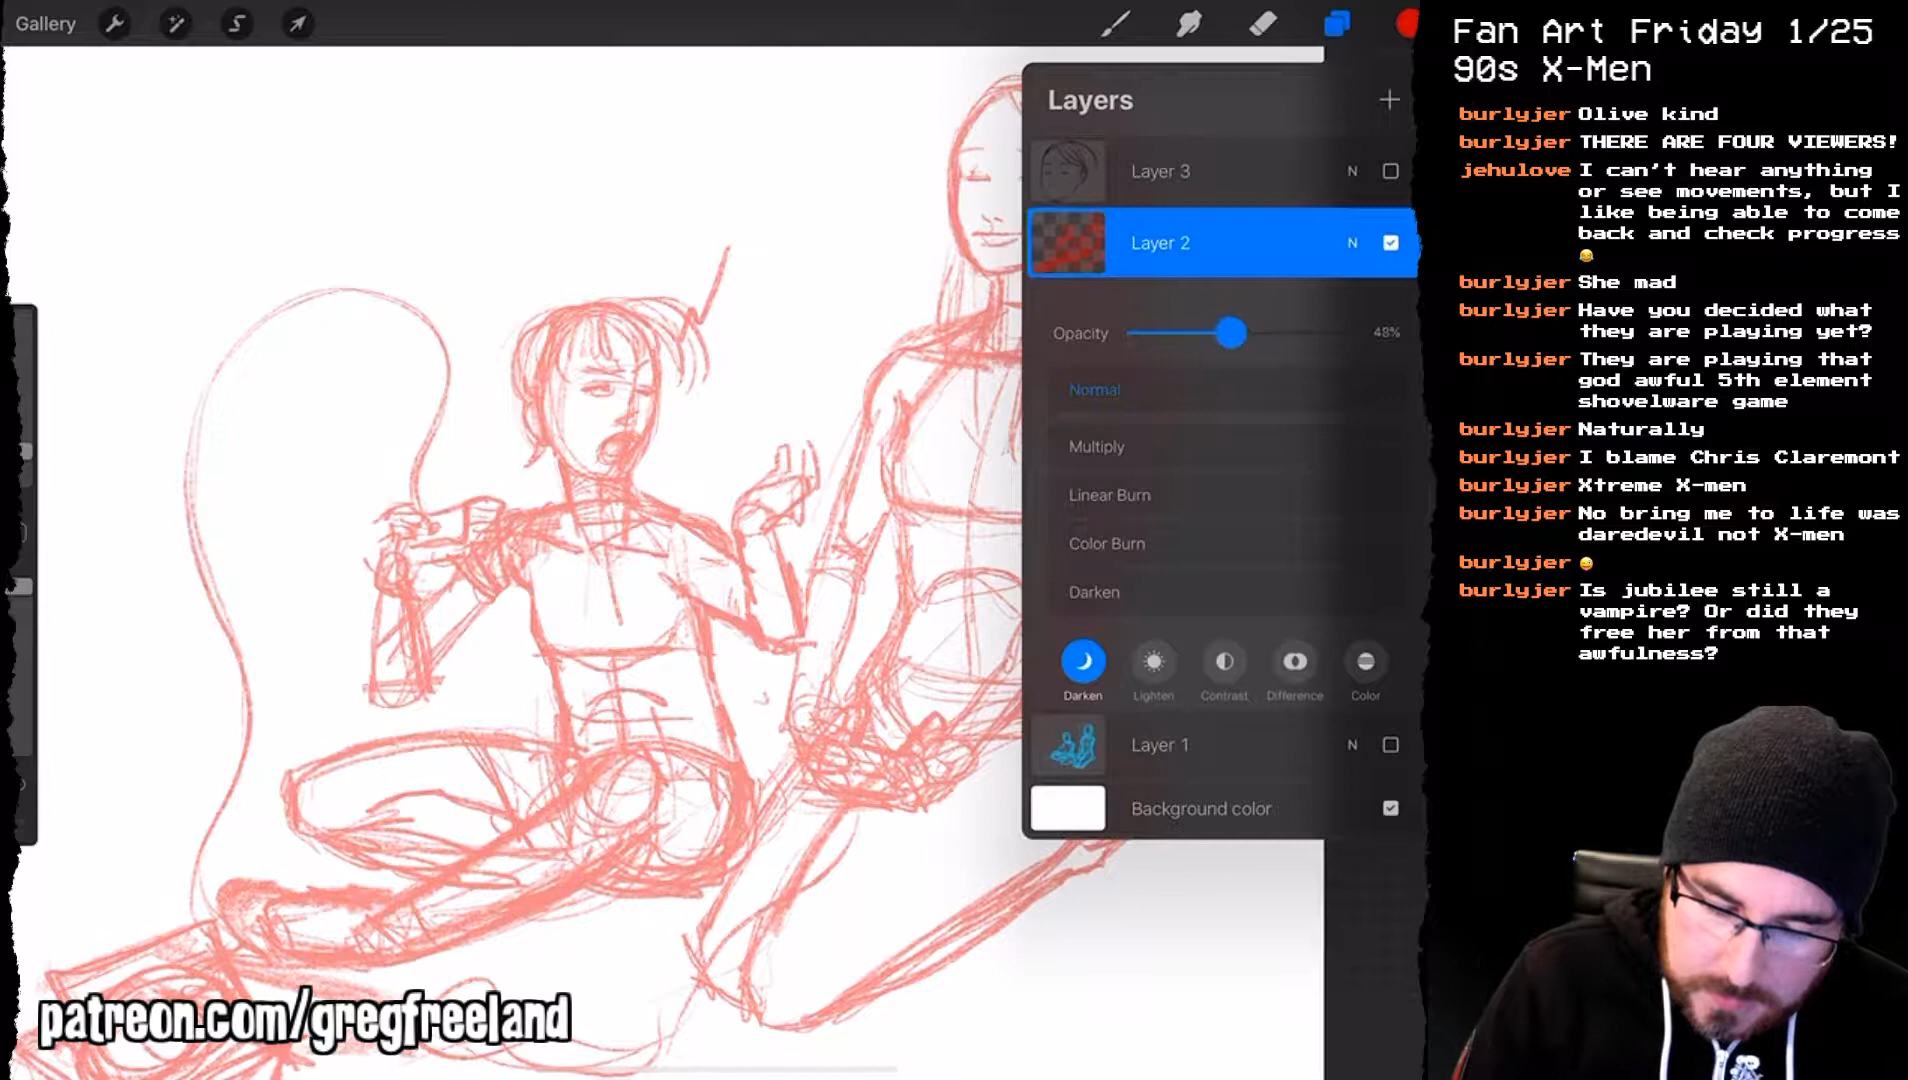 Gallery
Layers
Layer 3 N
Layer 2 N
Opacity 48%
Normal
Multiply
Linear Burn
Color Burn
Darken
Darken Lighten Contrast Difference Color
Layer 1 N
Background color
patreon.com/gregfreeland
Fan Art Friday 1/25
90s X-Men
burlyjer Olive kind
burlyjer THERE ARE FOUR VIEWERS!
jehulove I can't hear anything
or see movements, but I
like being able to come
back and check progress
😂
burlyjer She mad
burlyjer Have you decided what
they are playing yet?
burlyjer They are playing that
god awful 5th element
shovelware game
burlyjer Naturally
burlyjer I blame Chris Claremont
burlyjer Xtreme X-men
burlyjer No bring me to life was
daredevil not X-men
burlyjer 😜
burlyjer Is jubilee still a
vampire? Or did they
free her from that
awfulness?